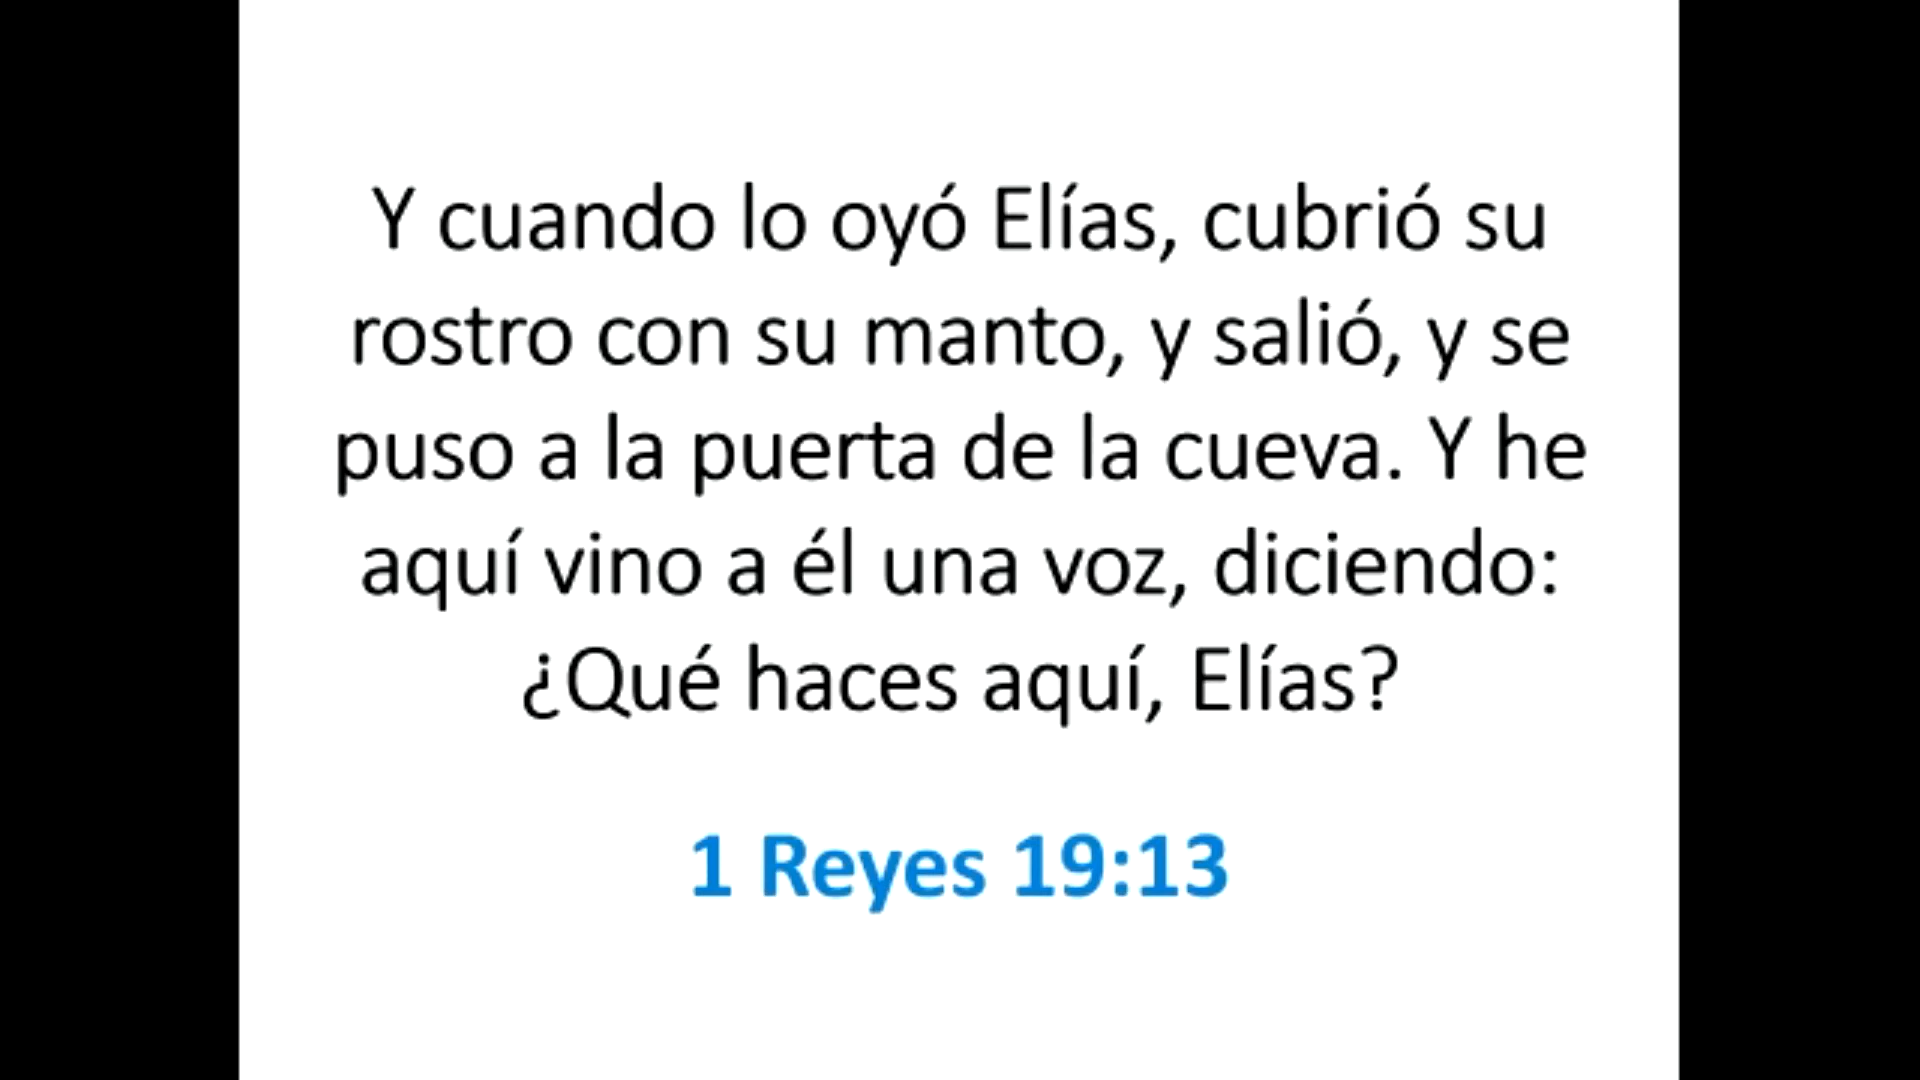 Y cuando lo oyó Elías, cubrió su
rostro con su manto, y salió, y se
puso a la puerta de la cueva. Y he
aquí vino a él una voz, diciendo:
¿Qué haces aquí, Elías?
1 Reyes 19:13